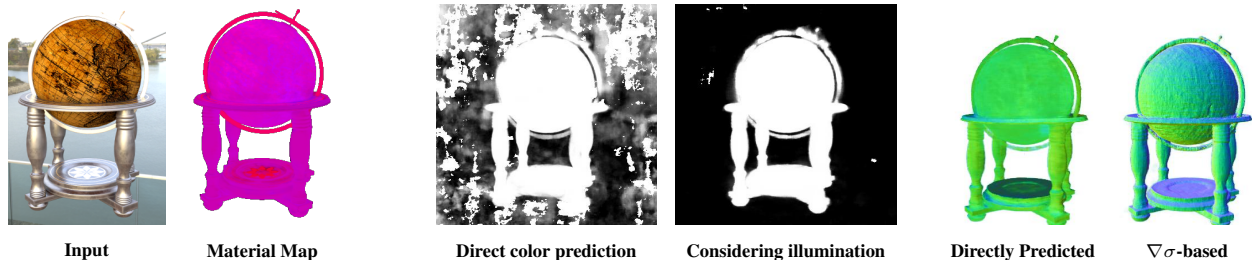 Input
Material Map
Direct color prediction
Considering illumination
Directly Predicted
∇σ-based